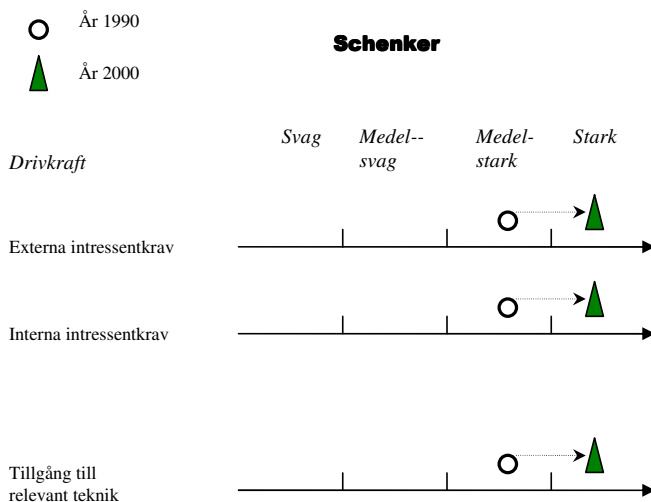 År 1990
Schenker
År 2000
Svag Medel-- Medel- Stark
Drivkraft svag stark
Externa intressentkrav
Interna intressentkrav
Tillgång till
relevant teknik